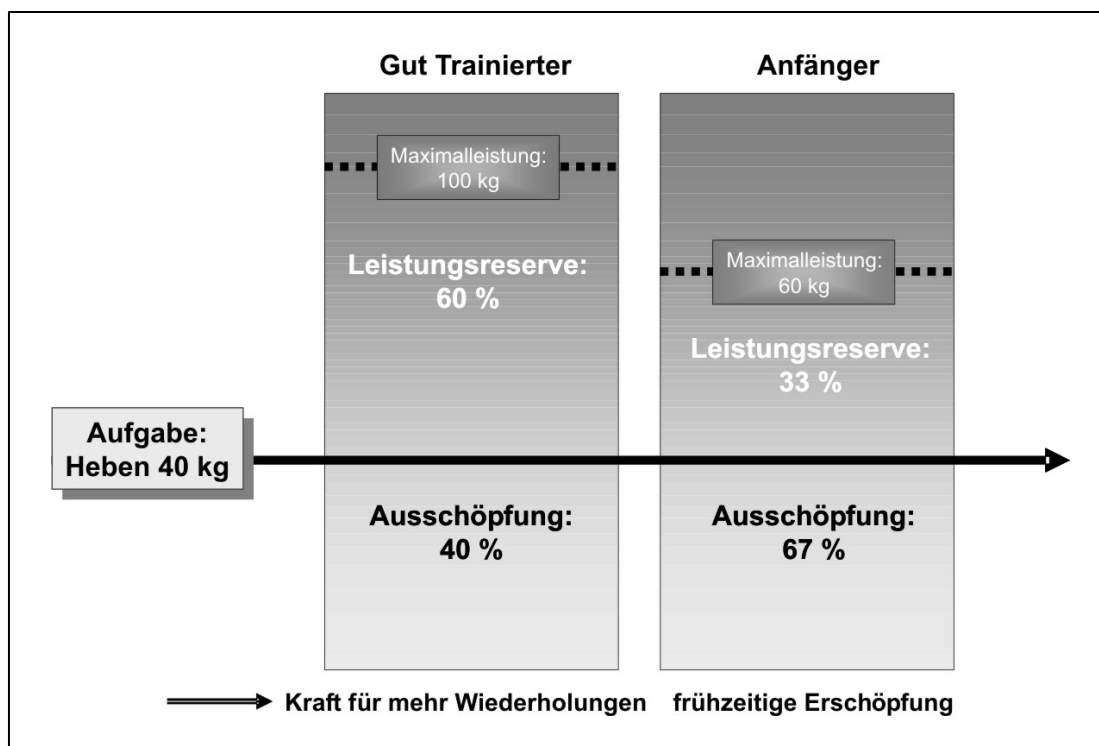 Gut Trainierter
Anfänger
Maximalleistung:
100 kg
Leistungsreserve:
60 %
Maximalleistung:
60 kg
Leistungsreserve:
33 %
Aufgabe:
Heben 40 kg
Ausschöpfung:
40 %
Ausschöpfung:
67 %
Kraft für mehr Wiederholungen
frühzeitige Erschöpfung